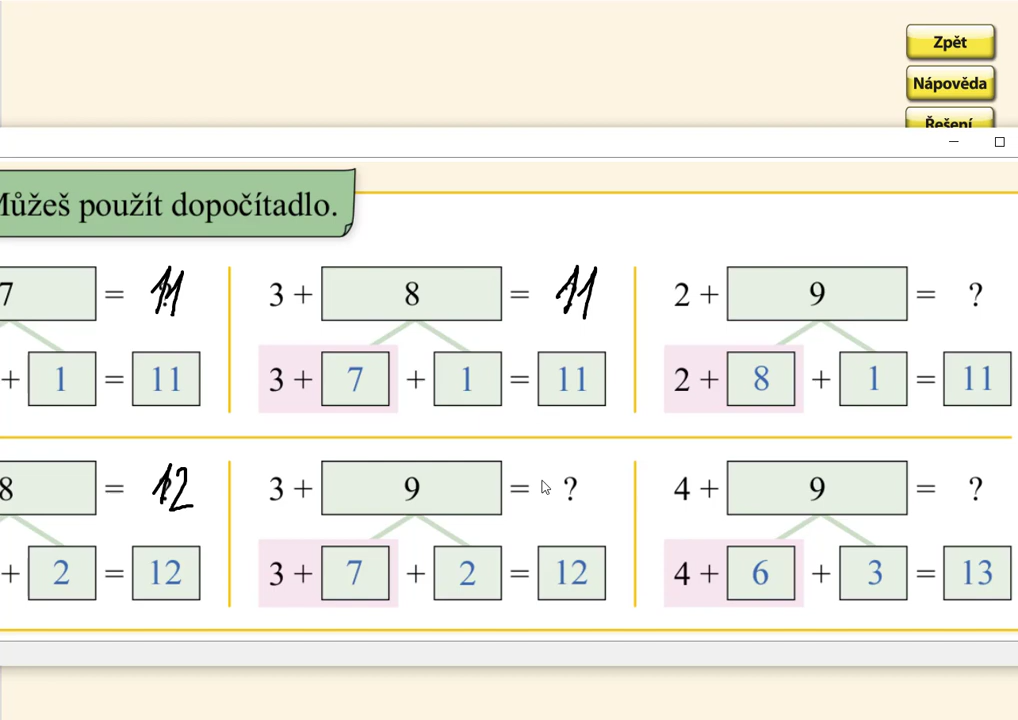 Zpět
Nápověda
Řešení
Můžeš použít dopočítadlo.
7 = 11
3 + 8 = 11
2 + 9 = ?
+ 1 = 11
3 + 7 + 1 = 11
2 + 8 + 1 = 11
8 = 12
3 + 9 = ?
4 + 9 = ?
+ 2 = 12
3 + 7 + 2 = 12
4 + 6 + 3 = 13